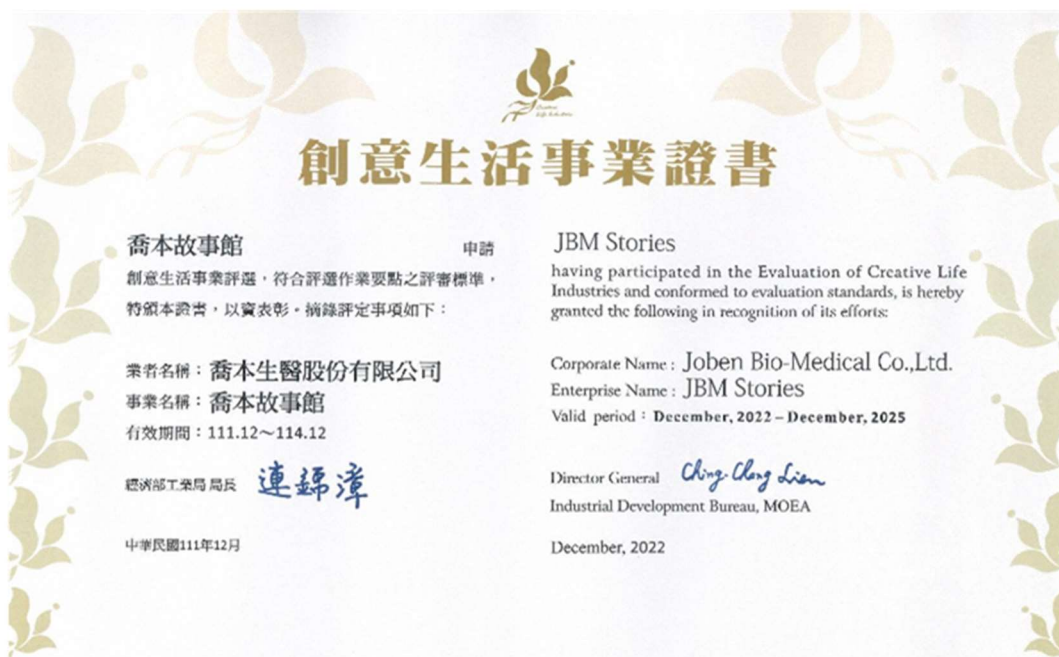 創意生活事業證書
喬本故事館 申請
創意生活事業評選，符合評選作業要點之評審標準，
特頒本證書，以資表彰。摘錄評定事項如下：
業者名稱：喬本生醫股份有限公司
事業名稱：喬本故事館
有效期間：111.12～114.12
經濟部工業局 局長 連錦漳
中華民國111年12月
JBM Stories
having participated in the Evaluation of Creative Life
Industries and conformed to evaluation standards, is hereby
granted the following in recognition of its efforts:
Corporate Name : Joben Bio-Medical Co.,Ltd.
Enterprise Name : JBM Stories
Valid period : December, 2022 – December, 2025
Director General Ching-Chang Lien
Industrial Development Bureau, MOEA
December, 2022